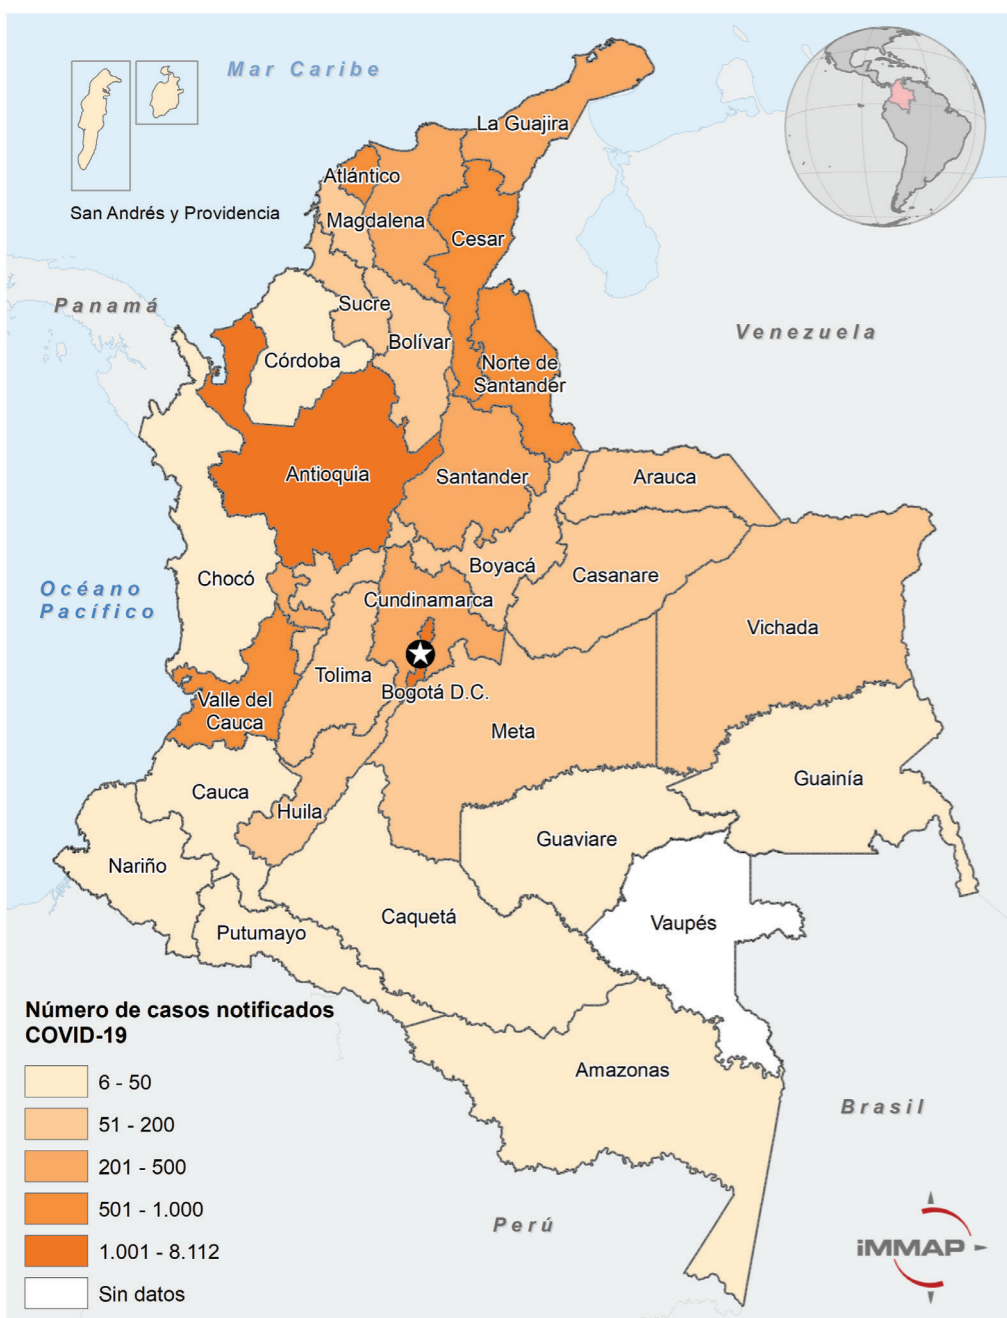 Mar Caribe
La Guajira
Atlántico
San Andrés y Providencia
Magdalena
Cesar
Panamá
Sucre
Bolívar
Venezuela
Córdoba
Norte de
Santander
Antioquia
Santander
Arauca
Océano
Pacífico
Chocó
Boyacá
Casanare
Cundinamarca
Vichada
Tolima
Bogotá D.C.
Valle del
Cauca
Meta
Guainía
Cauca
Huila
Guaviare
Nariño
Caquetá
Vaupés
Putumayo
Amazonas
Número de casos notificados
COVID-19
6 - 50
51 - 200
201 - 500
501 - 1.000
1.001 - 8.112
Sin datos
Brasil
Perú
iMMAP